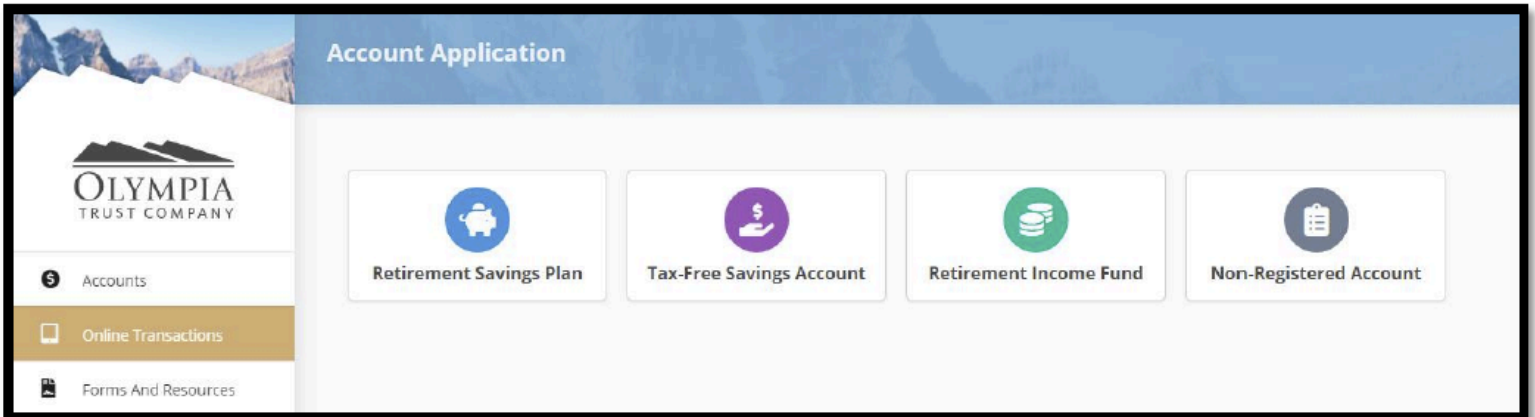 Account Application
OLYMPIA
TRUST COMPANY
Accounts
Online Transactions
Forms And Resources
Retirement Savings Plan
Tax-Free Savings Account
Retirement Income Fund
Non-Registered Account